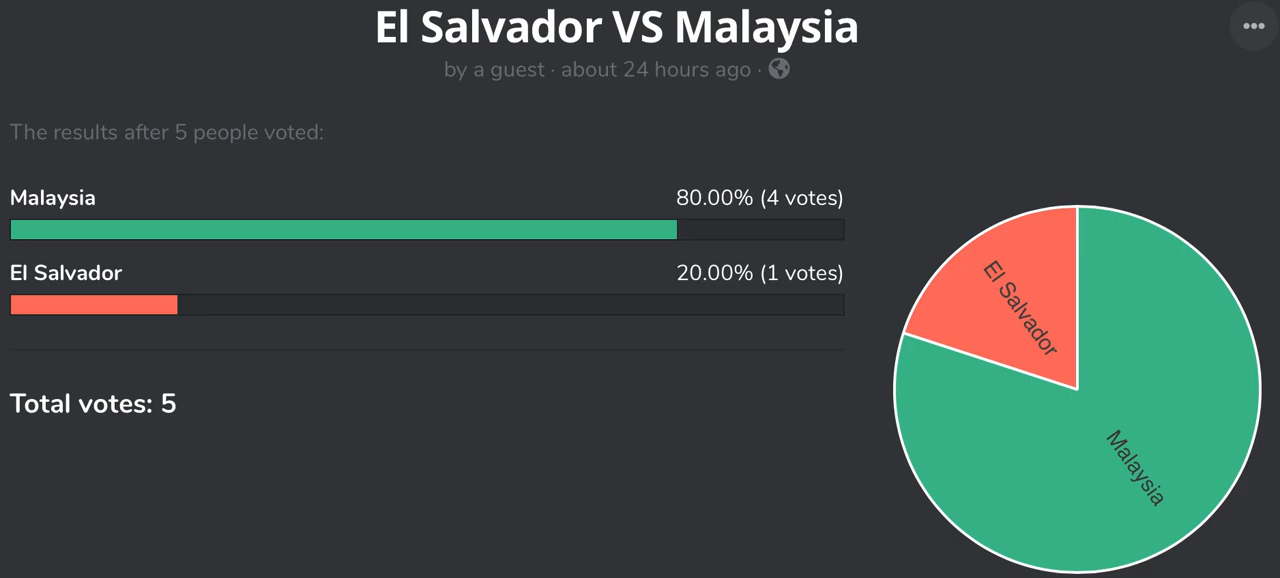 El Salvador VS Malaysia
by a guest · about 24 hours ago ·
The results after 5 people voted:
Malaysia 80.00% (4 votes)
El Salvador 20.00% (1 votes)
Total votes: 5
El Salvador
Malaysia